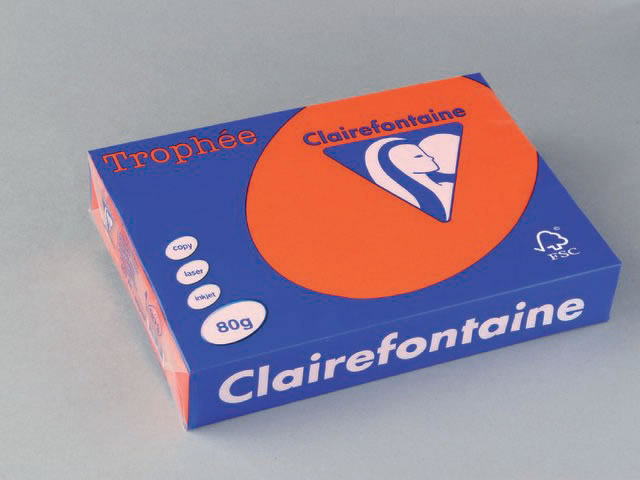 Trophée
Clairefontaine
copy
laser
inkjet
80g
FSC
Clairefontaine